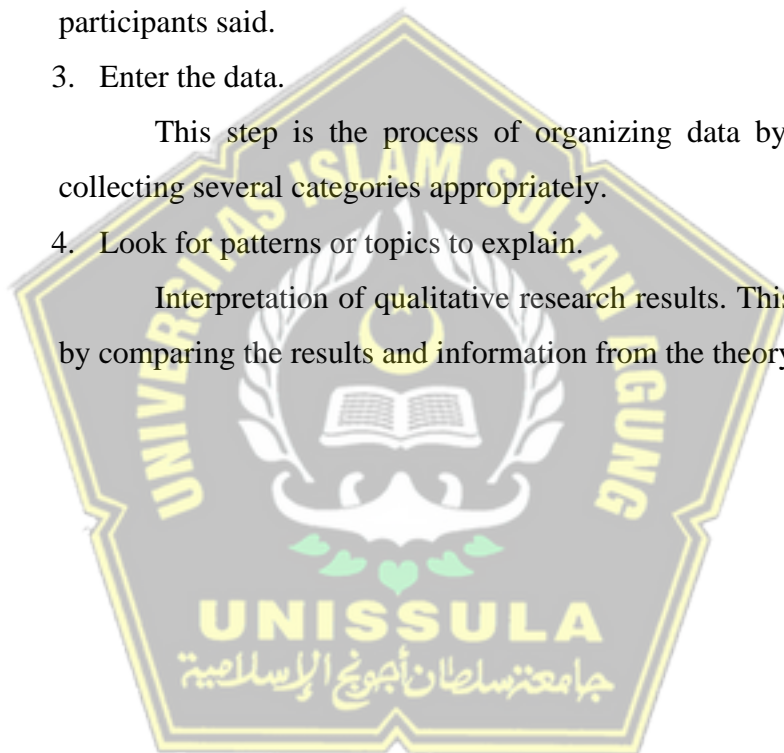 participants said.
3. Enter the data.
This step is the process of organizing data by
collecting several categories appropriately.
4. Look for patterns or topics to explain.
Interpretation of qualitative research results. This
by comparing the results and information from the theory
UNIVERSITAS ISLAM SULTAN AGUNG
UNISSULA
جامعتنسلطان أجونج الإسلامية